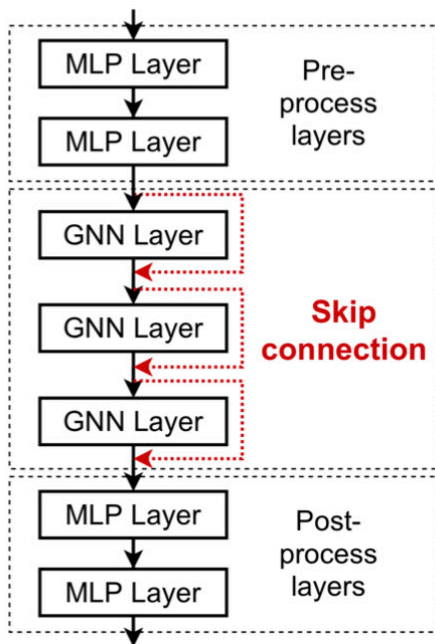 MLP Layer
MLP Layer
Pre-
process
layers
GNN Layer
GNN Layer
GNN Layer
Skip
connection
MLP Layer
MLP Layer
Post-
process
layers